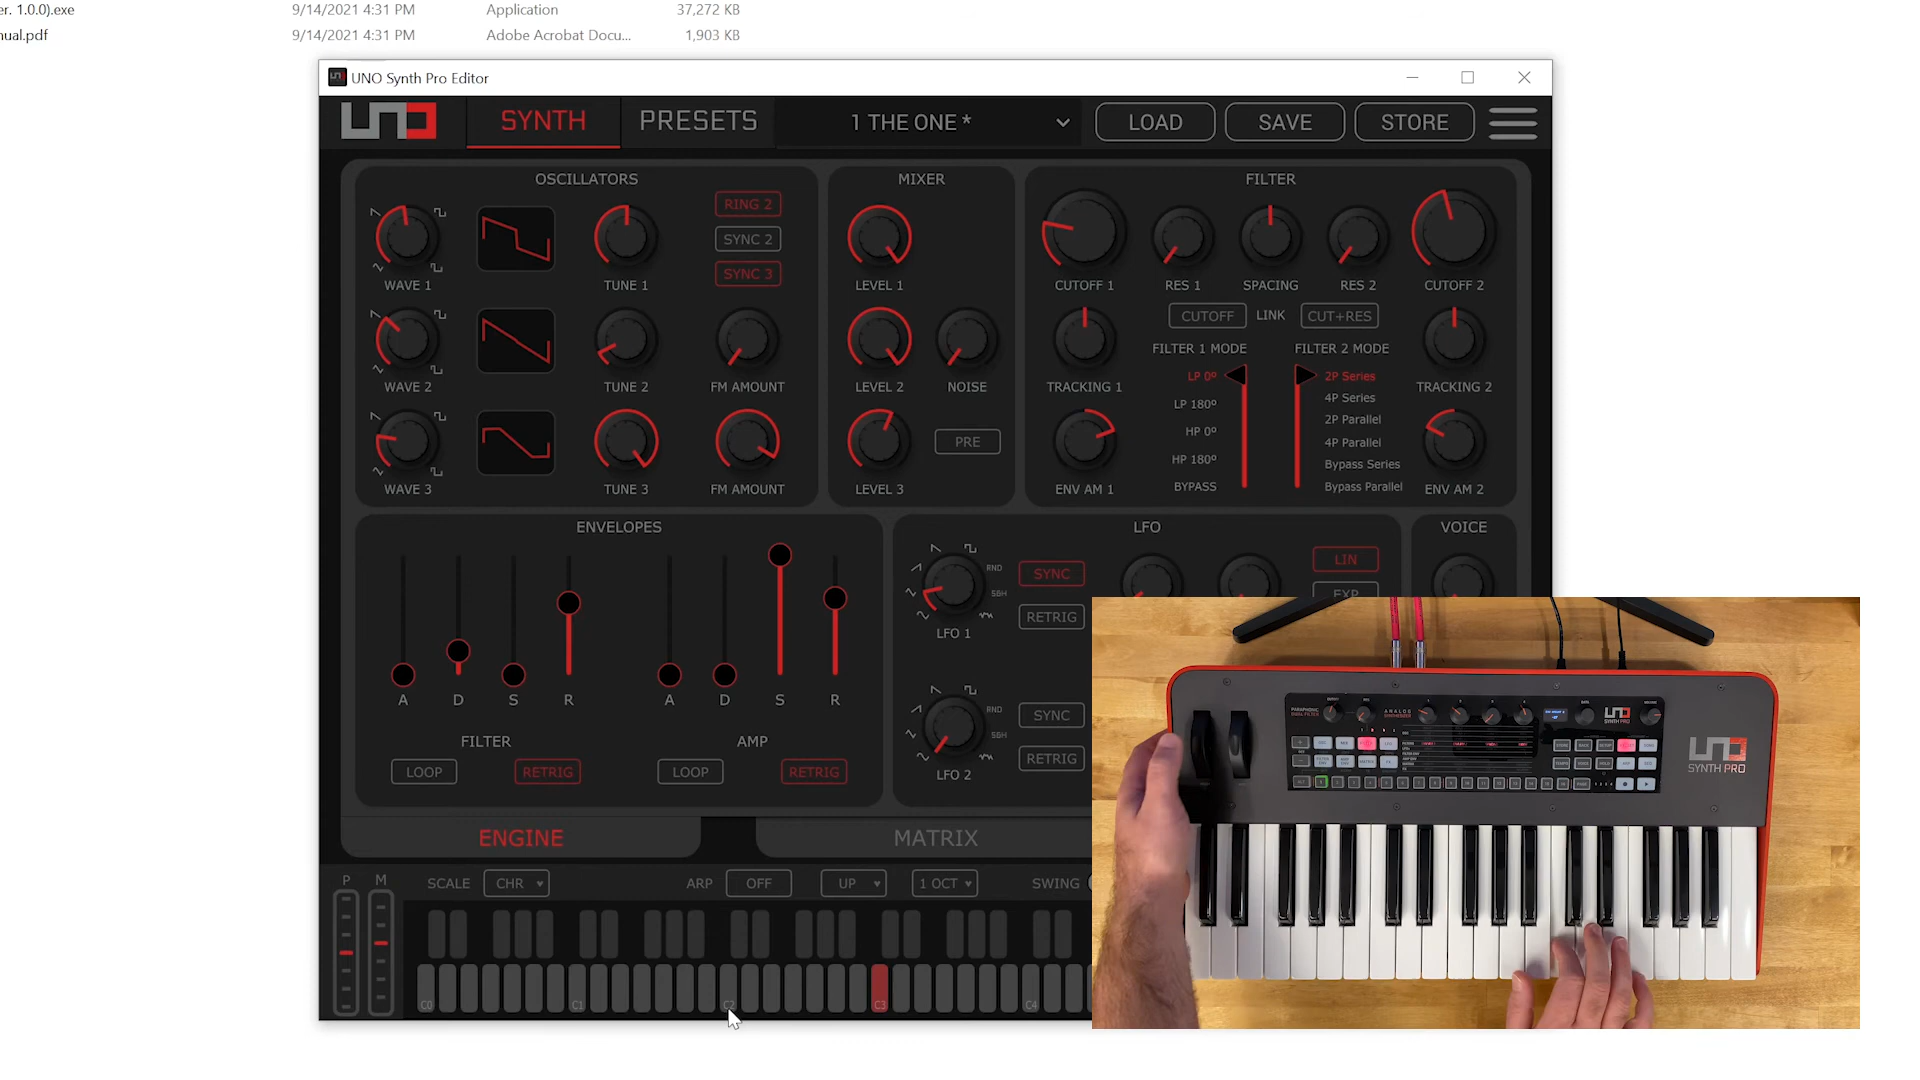 er. 1.0.0).exe 9/14/2021 4:31 PM Application 37,272 KB
nual.pdf 9/14/2021 4:31 PM Adobe Acrobat Docu... 1,903 KB
UNO Synth Pro Editor
UNO SYNTH PRESETS 1 THE ONE * LOAD SAVE STORE
OSCILLATORS
RING 2
SYNC 2
SYNC 3
WAVE 1 TUNE 1
WAVE 2 TUNE 2 FM AMOUNT
WAVE 3 TUNE 3 FM AMOUNT
MIXER
LEVEL 1
LEVEL 2 NOISE
PRE
LEVEL 3
FILTER
CUTOFF 1 RES 1 SPACING RES 2 CUTOFF 2
CUTOFF LINK CUT+RES
FILTER 1 MODE FILTER 2 MODE
TRACKING 1 TRACKING 2
LP 0º 2P Series
LP 180º 4P Series
HP 0º 2P Parallel
HP 180º 4P Parallel
BYPASS Bypass Series
Bypass Parallel
ENV AM 1 ENV AM 2
ENVELOPES
A D S R A D S R
FILTER AMP
LOOP RETRIG LOOP RETRIG
LFO
RND
S&H
SYNC
RETRIG
LFO 1
LIN
EXP
RND
S&H
SYNC
RETRIG
LFO 2
VOICE
ENGINE MATRIX
P M SCALE CHR ARP OFF UP 1 OCT SWING
C0 C1 C2 C3 C4
UNO
SYNTH PRO
UNO
SYNTH PRO